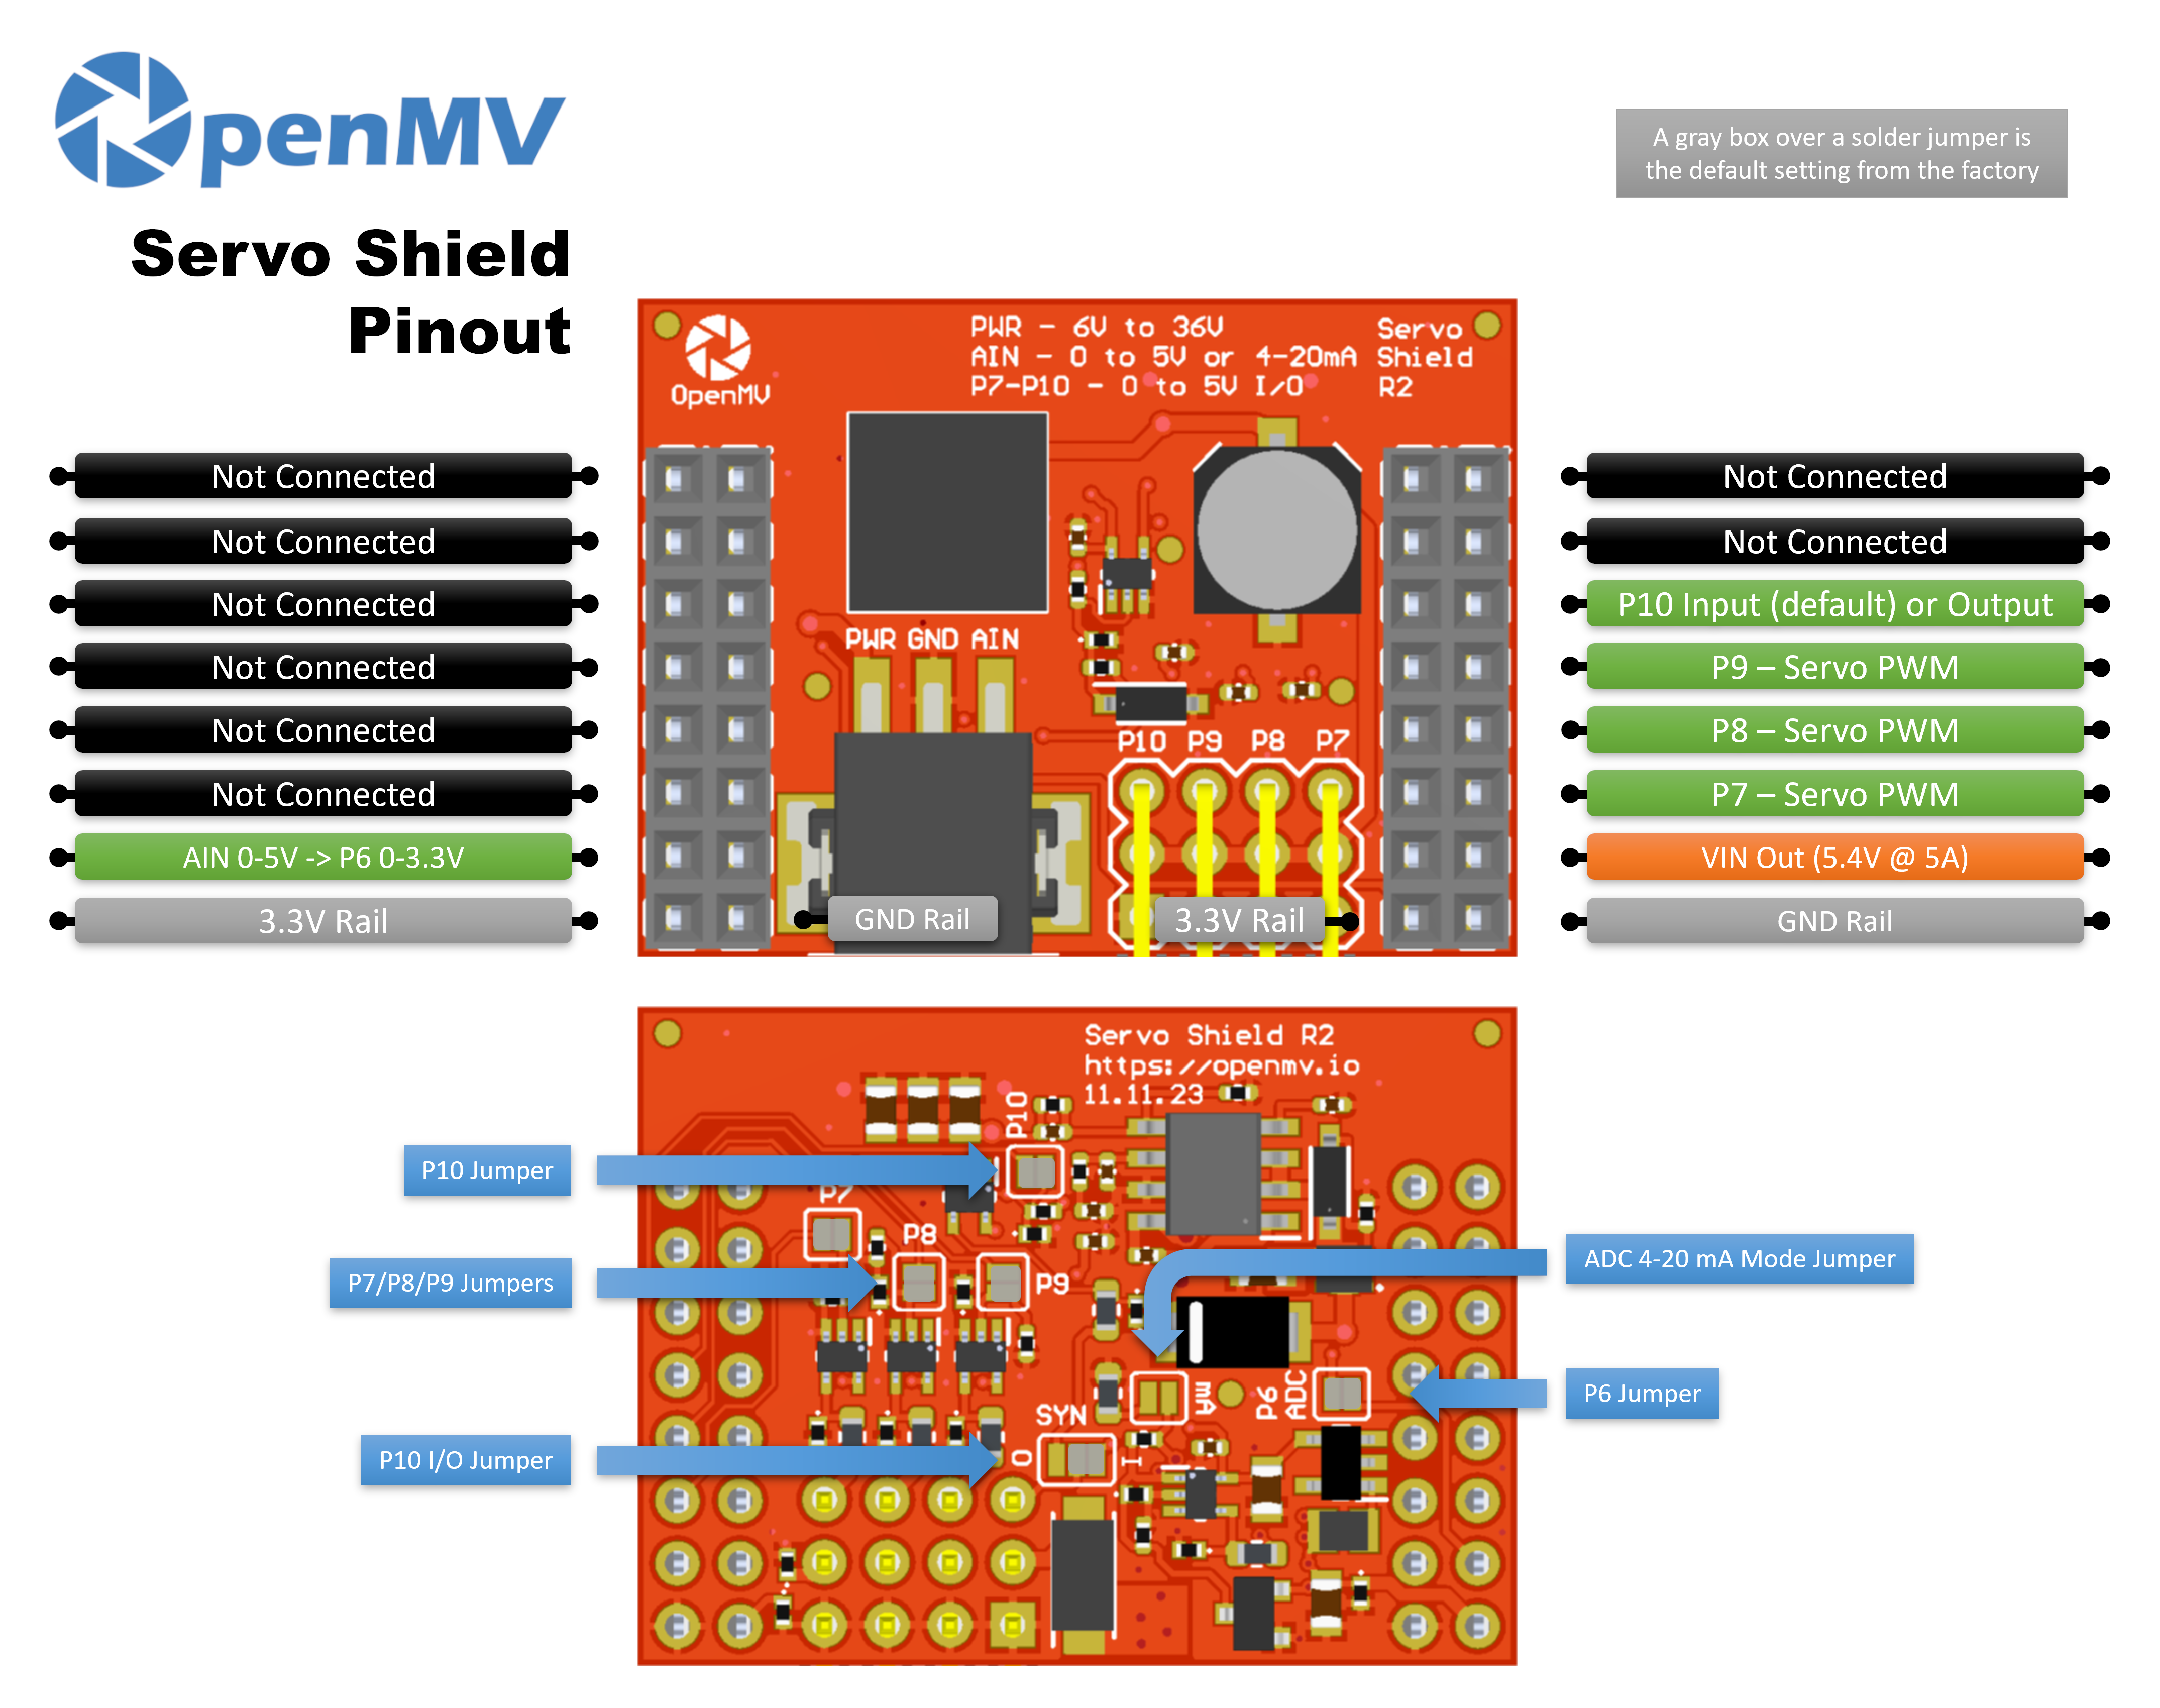 OpenMV
Servo Shield
Pinout
A gray box over a solder jumper is
the default setting from the factory
OpenMV
PWR - 6V to 36V
AIN - 0 to 5V or 4-20mA
P7-P10 - 0 to 5V I/O
Servo
Shield
R2
Not Connected
Not Connected
Not Connected
Not Connected
Not Connected
Not Connected
AIN 0-5V -> P6 0-3.3V
3.3V Rail
PWR GND AIN
P10 P9 P8 P7
GND Rail
3.3V Rail
Not Connected
Not Connected
P10 Input (default) or Output
P9 – Servo PWM
P8 – Servo PWM
P7 – Servo PWM
VIN Out (5.4V @ 5A)
GND Rail
Servo Shield R2
https://openmv.io
11.11.23
P10
P10 Jumper
P7
P8
P9
P7/P8/P9 Jumpers
ADC 4-20 mA Mode Jumper
mA
P6
ADC
P6 Jumper
SYN
O
I
P10 I/O Jumper